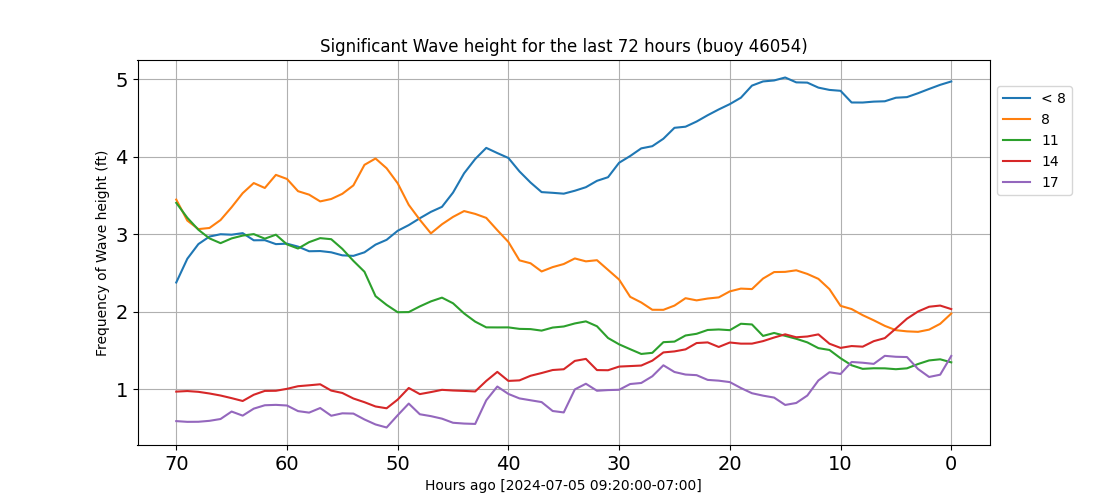 Significant Wave height for the last 72 hours (buoy 46054)
Frequency of Wave height (ft)
5
4
3
2
1
70 60 50 40 30 20 10 0
Hours ago [2024-07-05 09:20:00-07:00]
< 8
8
11
14
17